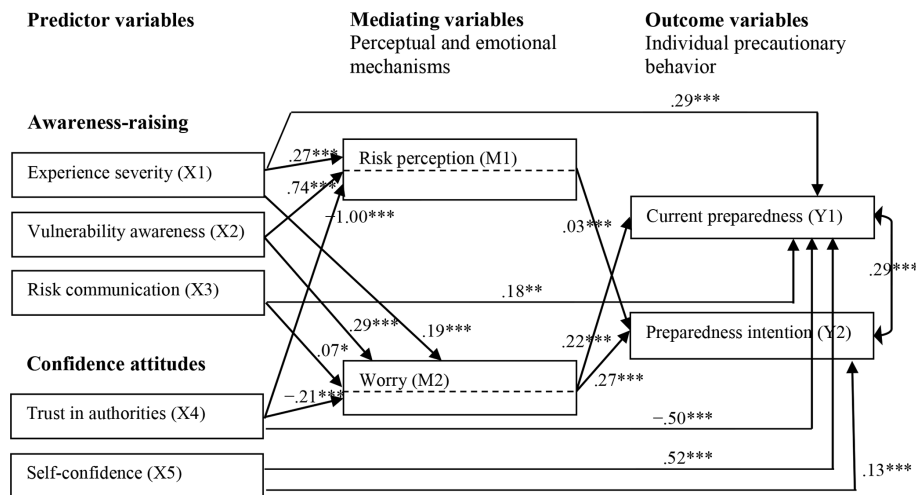 Predictor variables
Mediating variables
Perceptual and emotional
mechanisms
Outcome variables
Individual precautionary
behavior
.29***
Awareness-raising
Experience severity (X1)
.27***
Risk perception (M1)
.74***
Vulnerability awareness (X2)
−1.00***
.03***
Current preparedness (Y1)
.29***
Risk communication (X3)
.18**
.29***
.19***
Preparedness intention (Y2)
.22***
.07*
Confidence attitudes
Worry (M2)
.27***
−.21***
Trust in authorities (X4)
−.50***
.52***
Self-confidence (X5)
.13***